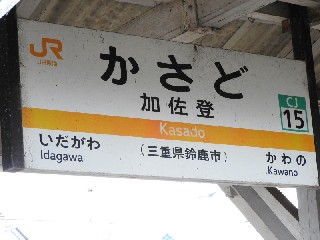 JR
JR東海
かさど
加佐登
CJ
15
Kasado
いだがわ
Idagawa
(三重県鈴鹿市)
かわの
Kawano